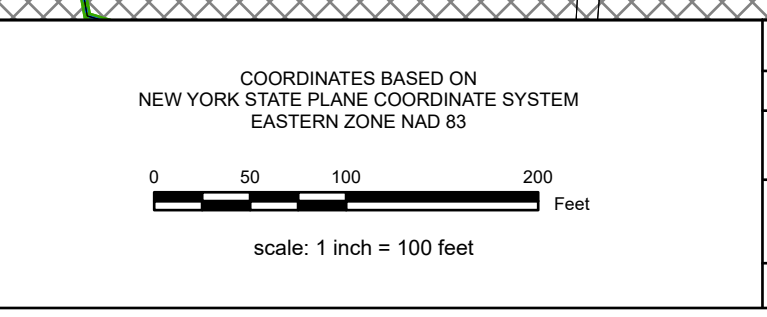 COORDINATES BASED ON
NEW YORK STATE PLANE COORDINATE SYSTEM
EASTERN ZONE NAD 83
0 50 100 200
Feet
scale: 1 inch = 100 feet